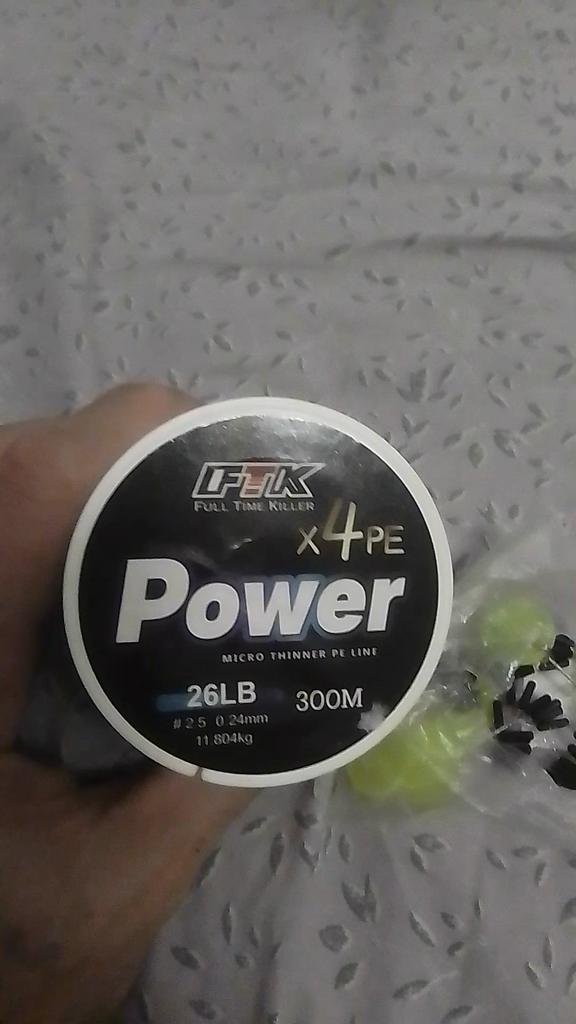 FTK
FULL TIME KILLER
X4PE
Power
MICRO THINNER PE LINE
26LB 300M
#2.5 0.24mm
11.804kg